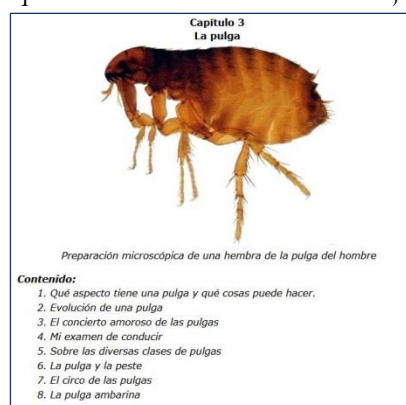 Capítulo 3
La pulga
Preparación microscópica de una hembra de la pulga del hombre
Contenido:
1. Qué aspecto tiene una pulga y qué cosas puede hacer.
2. Evolución de una pulga
3. El concierto amoroso de las pulgas
4. Mi examen de conducir
5. Sobre las diversas clases de pulgas
6. La pulga y la peste
7. El circo de las pulgas
8. La pulga ambarina